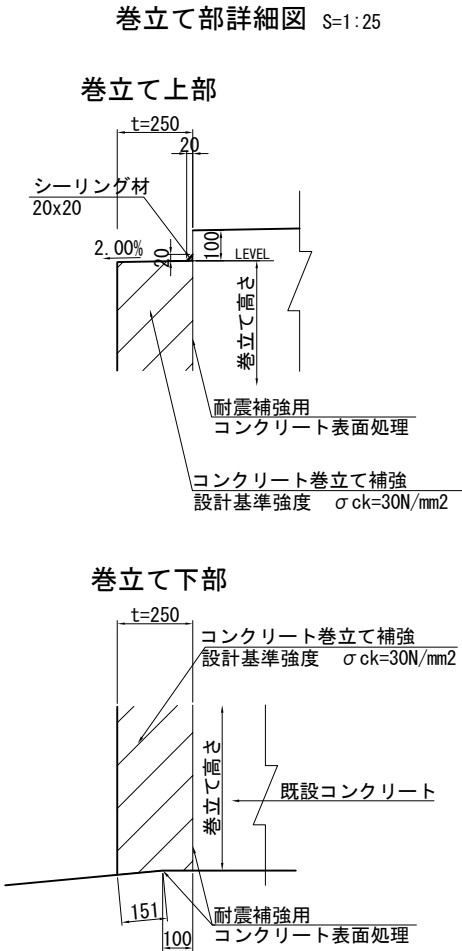 巻立て部詳細図 S=1:25
巻立て上部
t=250
20
シーリング材
20x20
2.00%
20
100
LEVEL
巻立て高さ
耐震補強用
コンクリート表面処理
コンクリート巻立て補強
設計基準強度 σck=30N/mm2
巻立て下部
t=250
コンクリート巻立て補強
設計基準強度 σck=30N/mm2
巻立て高さ
既設コンクリート
151
100
耐震補強用
コンクリート表面処理